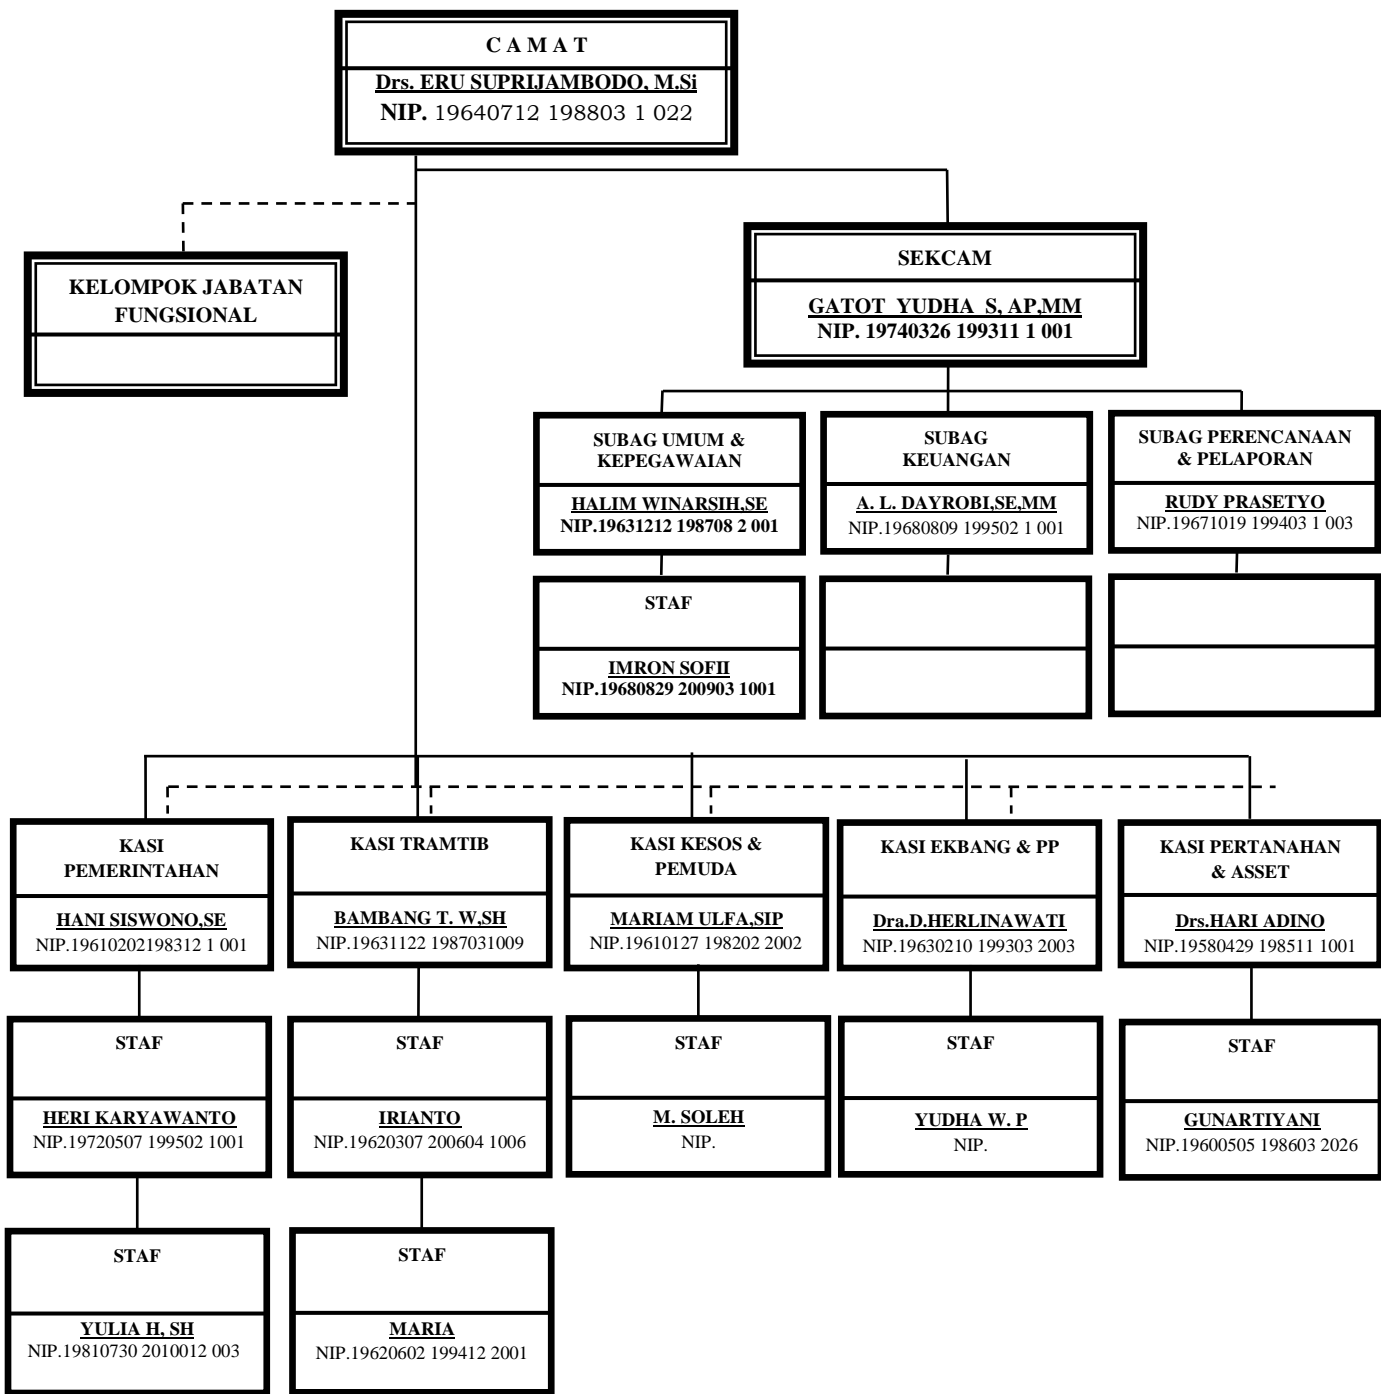 C A M A T
Drs. ERU SUPRIJAMBODO, M.Si
NIP. 19640712 198803 1 022
KELOMPOK JABATAN
FUNGSIONAL
SEKCAM
GATOT YUDHA S, AP,MM
NIP. 19740326 199311 1 001
SUBAG UMUM &
KEPEGAWAIAN
HALIM WINARSIH,SE
NIP.19631212 198708 2 001
SUBAG
KEUANGAN
A. L. DAYROBI,SE,MM
NIP.19680809 199502 1 001
SUBAG PERENCANAAN
& PELAPORAN
RUDY PRASETYO
NIP.19671019 199403 1 003
STAF
IMRON SOFII
NIP.19680829 200903 1001
KASI
PEMERINTAHAN
HANI SISWONO,SE
NIP.19610202198312 1 001
KASI TRAMTIB
BAMBANG T. W,SH
NIP.19631122 1987031009
KASI KESOS &
PEMUDA
MARIAM ULFA,SIP
NIP.19610127 198202 2002
KASI EKBANG & PP
Dra.D.HERLINAWATI
NIP.19630210 199303 2003
KASI PERTANAHAN
& ASSET
Drs.HARI ADINO
NIP.19580429 198511 1001
STAF
HERI KARYAWANTO
NIP.19720507 199502 1001
STAF
IRIANTO
NIP.19620307 200604 1006
STAF
M. SOLEH
NIP.
STAF
YUDHA W. P
NIP.
STAF
GUNARTIYANI
NIP.19600505 198603 2026
STAF
YULIA H, SH
NIP.19810730 2010012 003
STAF
MARIA
NIP.19620602 199412 2001